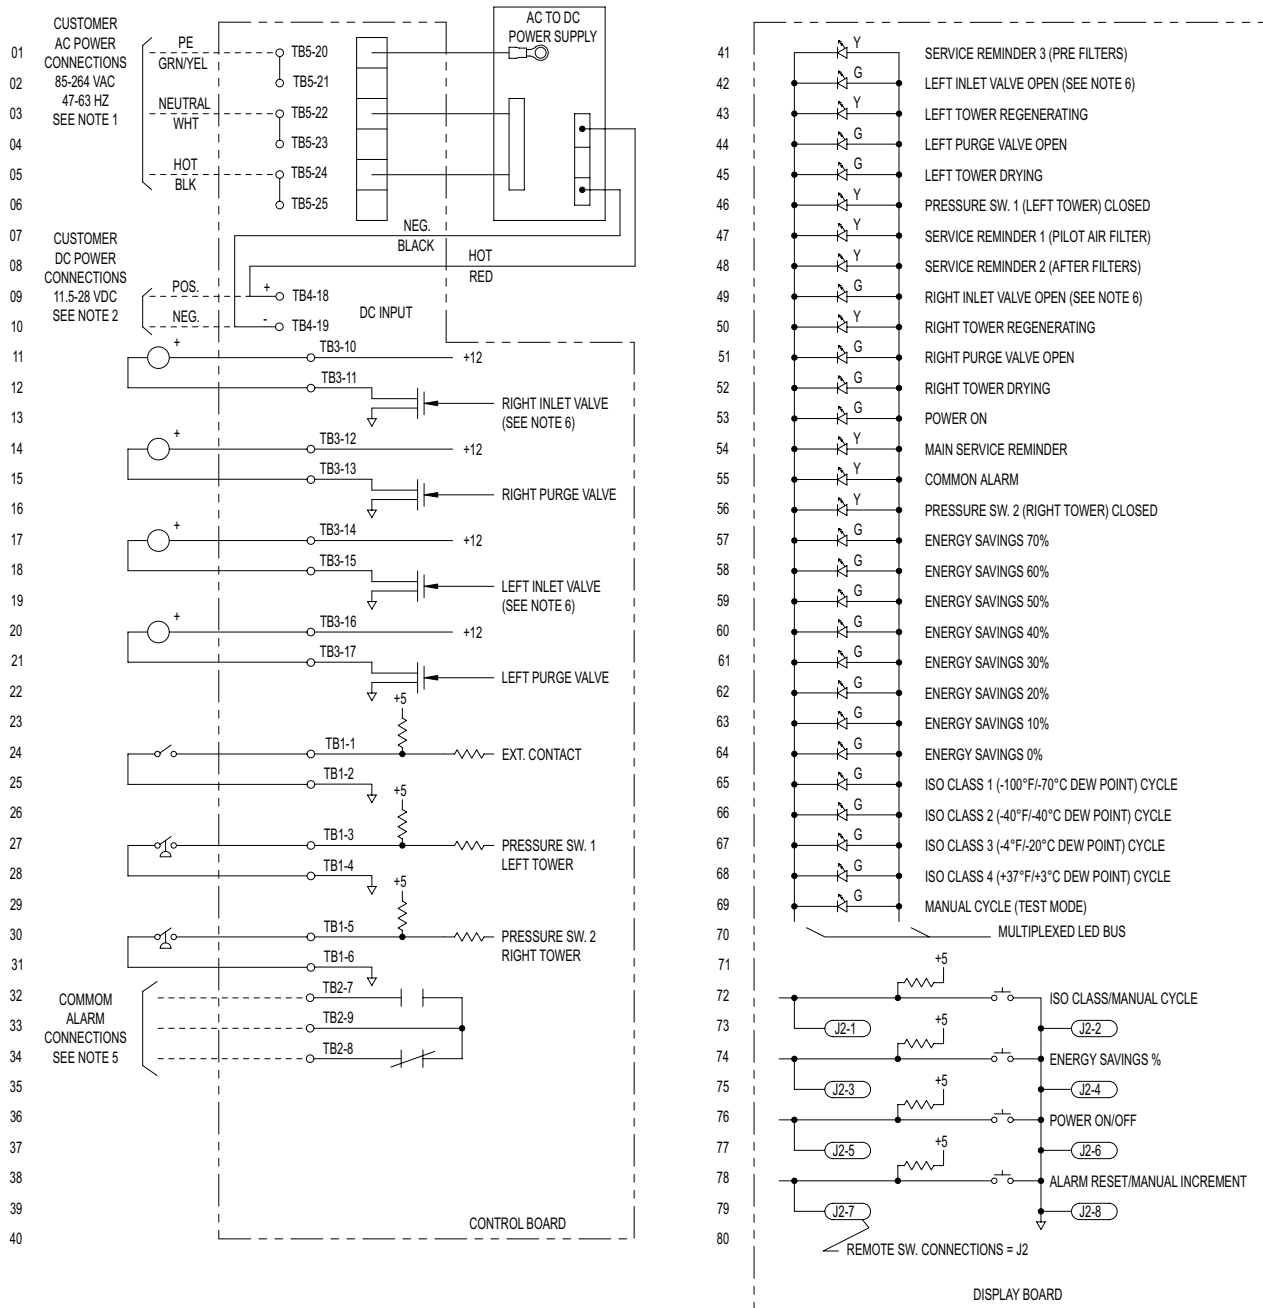 CUSTOMER
AC POWER
CONNECTIONS
85-264 VAC
47-63 HZ
SEE NOTE 1
01
02
03
04
05
06
PE
GRN/YEL
NEUTRAL
WHT
HOT
BLK
TB5-20
TB5-21
TB5-22
TB5-23
TB5-24
TB5-25
AC TO DC
POWER SUPPLY
07
08
09
10
CUSTOMER
DC POWER
CONNECTIONS
11.5-28 VDC
SEE NOTE 2
NEG.
BLACK
HOT
RED
POS.
+
TB4-18
NEG.
-
TB4-19
DC INPUT
11
+
TB3-10
+12
12
TB3-11
13
RIGHT INLET VALVE
(SEE NOTE 6)
14
+
TB3-12
+12
15
TB3-13
16
RIGHT PURGE VALVE
17
+
TB3-14
+12
18
TB3-15
19
LEFT INLET VALVE
(SEE NOTE 6)
20
+
TB3-16
+12
21
TB3-17
22
LEFT PURGE VALVE
23
+5
24
TB1-1
EXT. CONTACT
25
TB1-2
26
+5
27
TB1-3
PRESSURE SW. 1
LEFT TOWER
28
TB1-4
29
+5
30
TB1-5
PRESSURE SW. 2
RIGHT TOWER
31
TB1-6
32
TB2-7
33
TB2-9
34
TB2-8
COMMOM
ALARM
CONNECTIONS
SEE NOTE 5
35
36
37
38
39
40
CONTROL BOARD
41 Y SERVICE REMINDER 3 (PRE FILTERS)
42 G LEFT INLET VALVE OPEN (SEE NOTE 6)
43 Y LEFT TOWER REGENERATING
44 G LEFT PURGE VALVE OPEN
45 G LEFT TOWER DRYING
46 Y PRESSURE SW. 1 (LEFT TOWER) CLOSED
47 Y SERVICE REMINDER 1 (PILOT AIR FILTER)
48 Y SERVICE REMINDER 2 (AFTER FILTERS)
49 G RIGHT INLET VALVE OPEN (SEE NOTE 6)
50 Y RIGHT TOWER REGENERATING
51 G RIGHT PURGE VALVE OPEN
52 G RIGHT TOWER DRYING
53 G POWER ON
54 Y MAIN SERVICE REMINDER
55 Y COMMON ALARM
56 Y PRESSURE SW. 2 (RIGHT TOWER) CLOSED
57 G ENERGY SAVINGS 70%
58 G ENERGY SAVINGS 60%
59 G ENERGY SAVINGS 50%
60 G ENERGY SAVINGS 40%
61 G ENERGY SAVINGS 30%
62 G ENERGY SAVINGS 20%
63 G ENERGY SAVINGS 10%
64 G ENERGY SAVINGS 0%
65 G ISO CLASS 1 (-100°F/-70°C DEW POINT) CYCLE
66 G ISO CLASS 2 (-40°F/-40°C DEW POINT) CYCLE
67 G ISO CLASS 3 (-4°F/-20°C DEW POINT) CYCLE
68 G ISO CLASS 4 (+37°F/+3°C DEW POINT) CYCLE
69 G MANUAL CYCLE (TEST MODE)
70 MULTIPLEXED LED BUS
71 +5
72 ISO CLASS/MANUAL CYCLE
73 J2-1 +5 J2-2
74 ENERGY SAVINGS %
75 J2-3 +5 J2-4
76 POWER ON/OFF
77 J2-5 +5 J2-6
78 ALARM RESET/MANUAL INCREMENT
79 J2-7 J2-8
80 REMOTE SW. CONNECTIONS = J2
DISPLAY BOARD